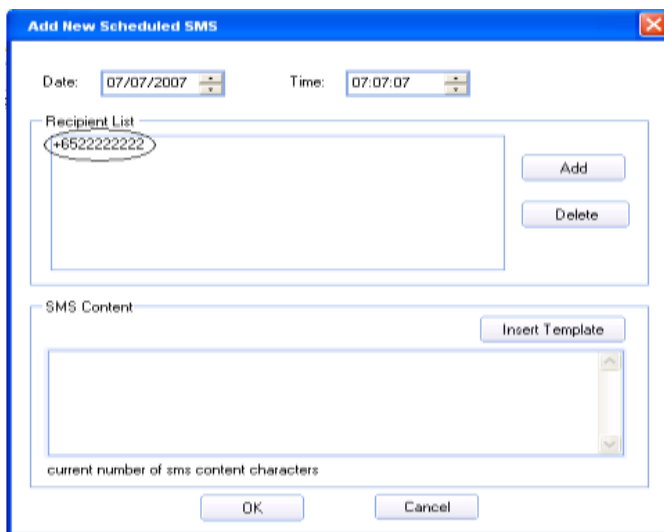 Add New Scheduled SMS
Date: 07/07/2007 Time: 07:07:07
Recipient List
+6522222222
Add
Delete
SMS Content
Insert Template
current number of sms content characters
OK Cancel